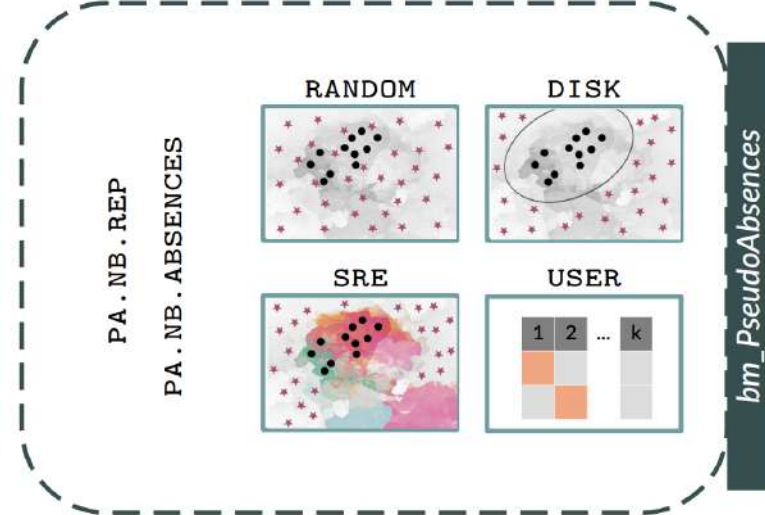 PA.NB.REP
PA.NB.ABSENCES
RANDOM
DISK
SRE
USER
1 2 ... k
bm_PseudoAbsences